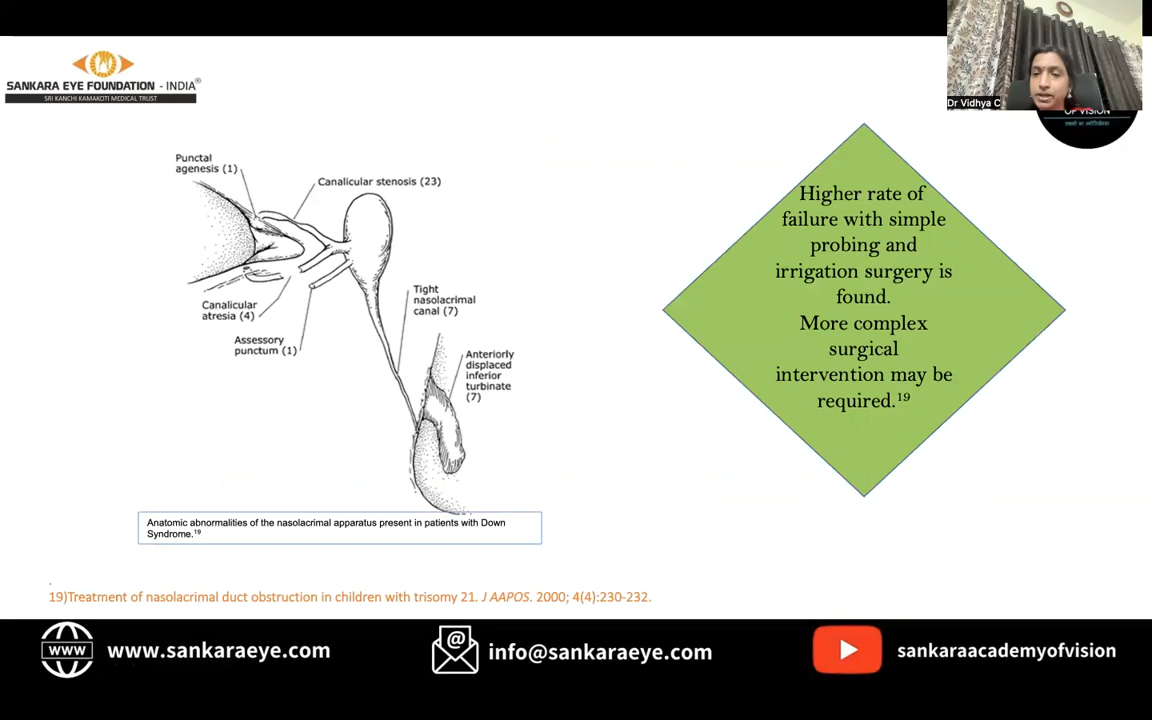 SANKARA EYE FOUNDATION - INDIA®
SRI KANCHI KAMAKOTI MEDICAL TRUST
Dr Vidhya C
OF VISION
Punctal
agenesis (1)
Canalicular stenosis (23)
Canalicular
atresia (4)
Assessory
punctum (1)
Tight
nasolacrimal
canal (7)
Anteriorly
displaced
inferior
turbinate
(7)
Higher rate of
failure with simple
probing and
irrigation surgery is
found.
More complex
surgical
intervention may be
required.¹⁹
Anatomic abnormalities of the nasolacrimal apparatus present in patients with Down
Syndrome.¹⁹
.
19)Treatment of nasolacrimal duct obstruction in children with trisomy 21. J AAPOS. 2000; 4(4):230-232.
WWW
www.sankaraeye.com
@
info@sankaraeye.com
sankaraacademyofvision